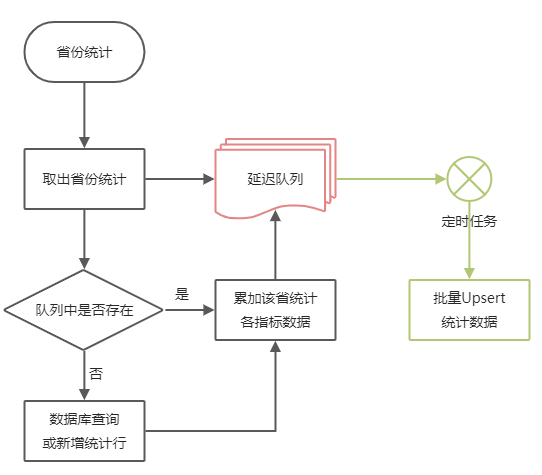 省份统计
取出省份统计
延迟队列
定时任务
队列中是否存在
是
累加该省统计
各指标数据
批量Upsert
统计数据
否
数据库查询
或新增统计行